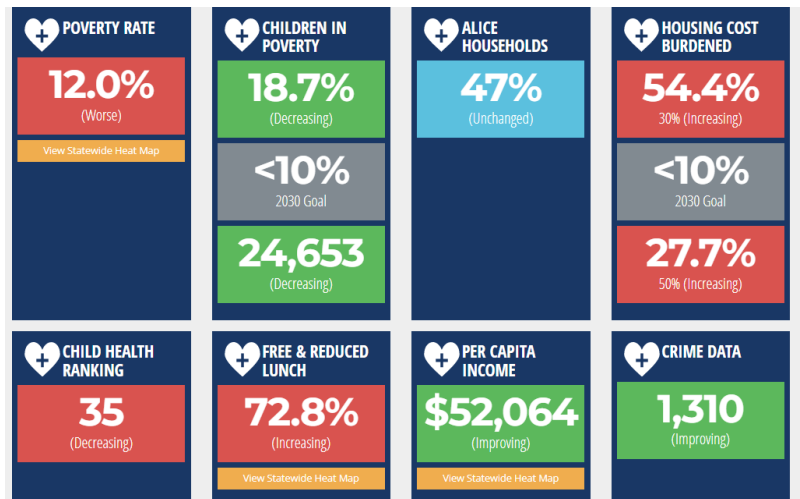 POVERTY RATE
12.0%
(Worse)
View Statewide Heat Map
CHILDREN IN
POVERTY
18.7%
(Decreasing)
<10%
2030 Goal
24,653
(Decreasing)
ALICE
HOUSEHOLDS
47%
(Unchanged)
HOUSING COST
BURDENED
54.4%
30% (Increasing)
<10%
2030 Goal
27.7%
50% (Increasing)
CHILD HEALTH
RANKING
35
(Decreasing)
FREE & REDUCED
LUNCH
72.8%
(Increasing)
View Statewide Heat Map
PER CAPITA
INCOME
$52,064
(Improving)
View Statewide Heat Map
CRIME DATA
1,310
(Improving)